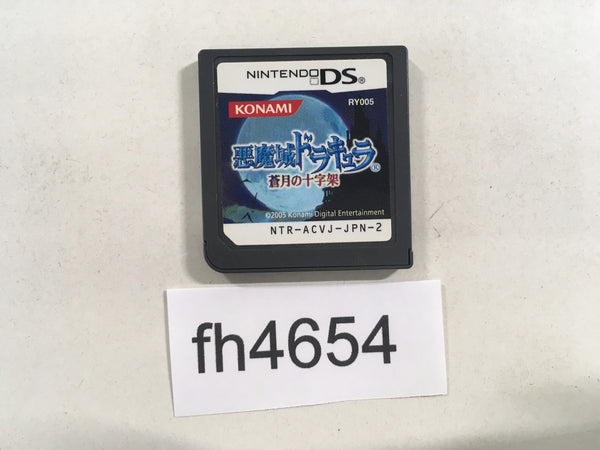 NINTENDO DS®
KONAMI RY005
悪魔城ドラキュラ®
蒼月の十字架
©2005 Konami Digital Entertainment
NTR-ACVJ-JPN-2
fh4654